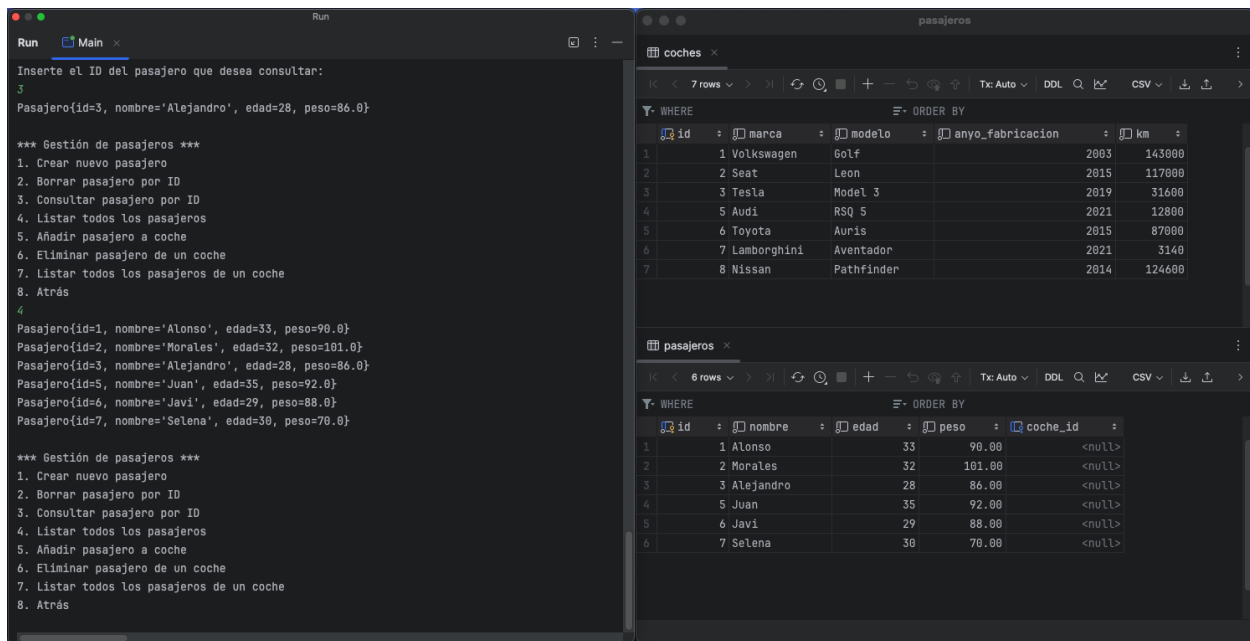 Run
Run Main
Inserte el ID del pasajero que desea consultar:
3
Pasajero{id=3, nombre='Alejandro', edad=28, peso=86.0}
*** Gestión de pasajeros ***
1. Crear nuevo pasajero
2. Borrar pasajero por ID
3. Consultar pasajero por ID
4. Listar todos los pasajeros
5. Añadir pasajero a coche
6. Eliminar pasajero de un coche
7. Listar todos los pasajeros de un coche
8. Atrás
4
Pasajero{id=1, nombre='Alonso', edad=33, peso=90.0}
Pasajero{id=2, nombre='Morales', edad=32, peso=101.0}
Pasajero{id=3, nombre='Alejandro', edad=28, peso=86.0}
Pasajero{id=5, nombre='Juan', edad=35, peso=92.0}
Pasajero{id=6, nombre='Javi', edad=29, peso=88.0}
Pasajero{id=7, nombre='Selena', edad=30, peso=70.0}
*** Gestión de pasajeros ***
1. Crear nuevo pasajero
2. Borrar pasajero por ID
3. Consultar pasajero por ID
4. Listar todos los pasajeros
5. Añadir pasajero a coche
6. Eliminar pasajero de un coche
7. Listar todos los pasajeros de un coche
8. Atrás
pasajeros
coches
7 rows Tx: Auto DDL CSV
WHERE ORDER BY
id marca modelo anyo_fabricacion km
1 1 Volkswagen Golf 2003 143000
2 2 Seat Leon 2015 117000
3 3 Tesla Model 3 2019 31600
4 5 Audi RSQ 5 2021 12800
5 6 Toyota Auris 2015 87000
6 7 Lamborghini Aventador 2021 3140
7 8 Nissan Pathfinder 2014 124600
pasajeros
6 rows Tx: Auto DDL CSV
WHERE ORDER BY
id nombre edad peso coche_id
1 1 Alonso 33 90.00 <null>
2 2 Morales 32 101.00 <null>
3 3 Alejandro 28 86.00 <null>
4 5 Juan 35 92.00 <null>
5 6 Javi 29 88.00 <null>
6 7 Selena 30 70.00 <null>